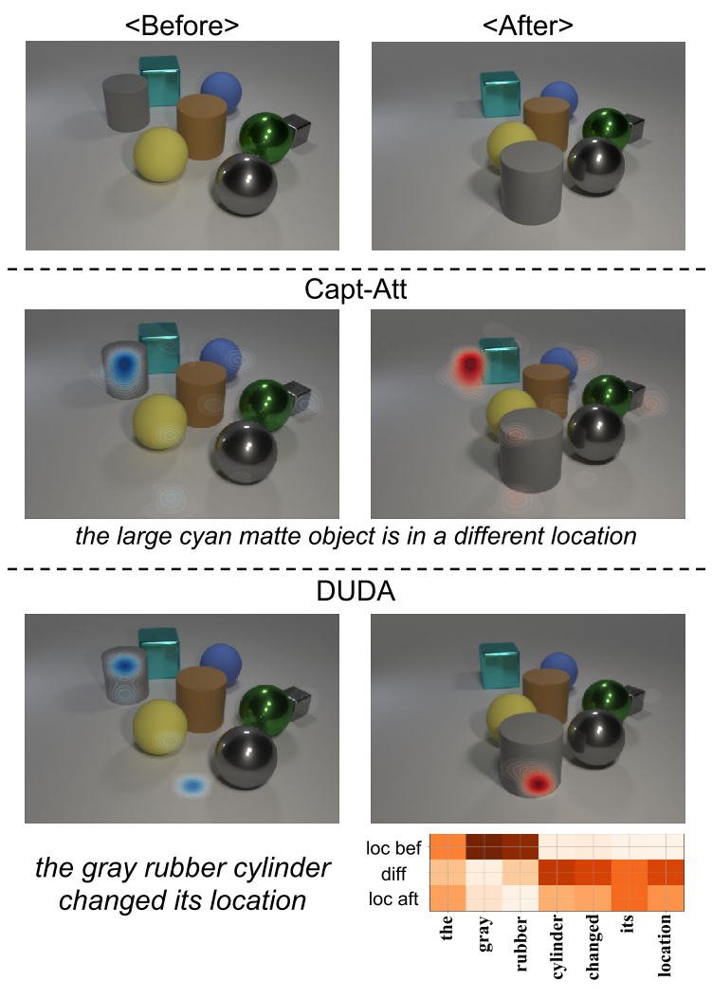 <Before>
<After>
Capt-Att
the large cyan matte object is in a different location
DUDA
the gray rubber cylinder
changed its location
loc bef
diff
loc aft
the
gray
rubber
cylinder
changed
its
location